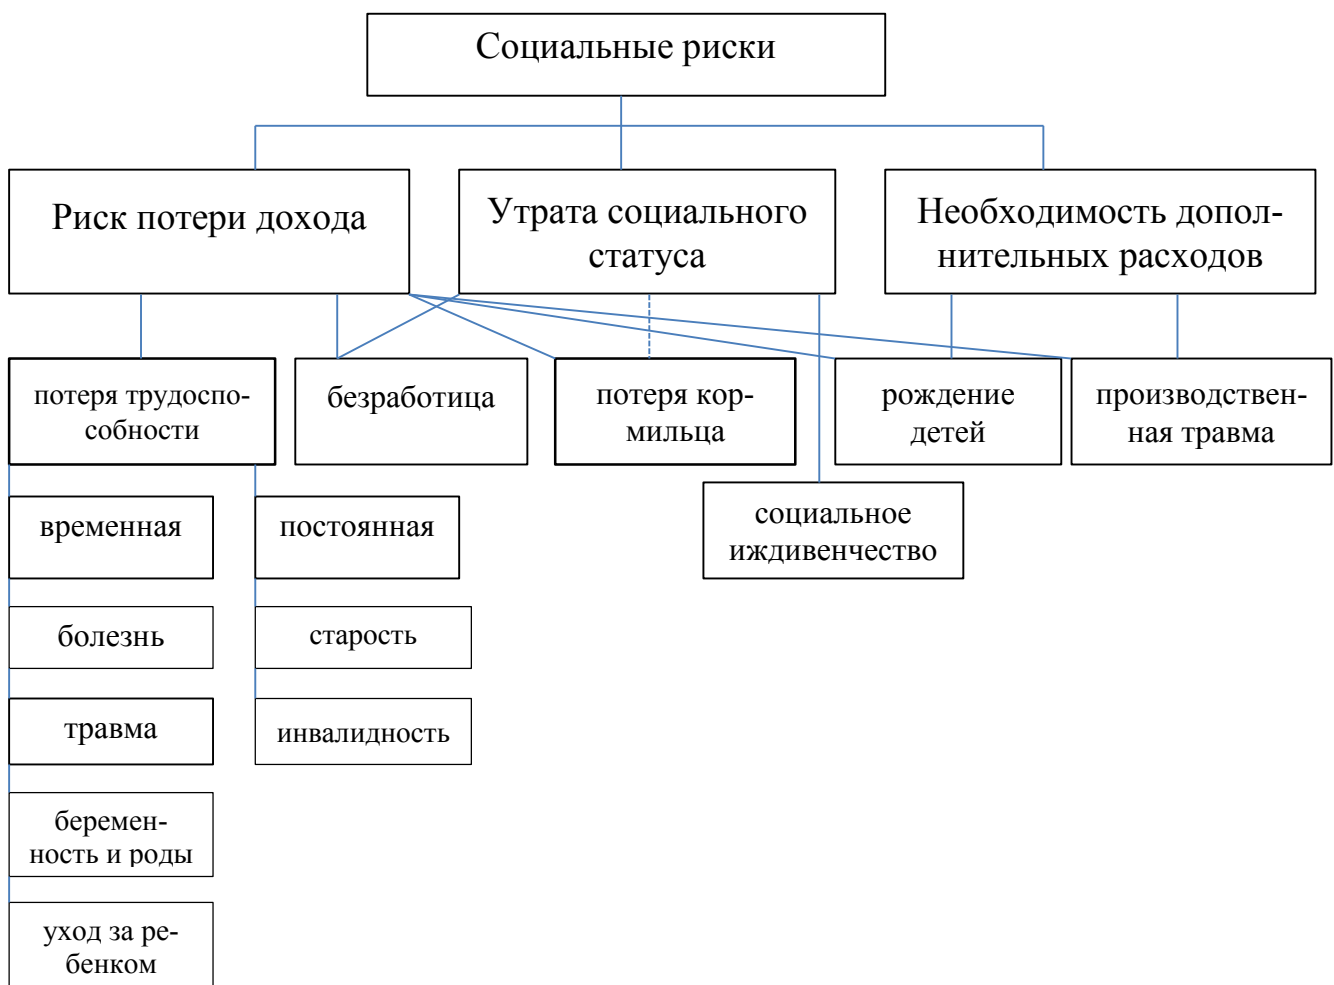 Социальные риски
Риск потери дохода
Утрата социального
статуса
Необходимость допол-
нительных расходов
потеря трудоспо-
собности
безработица
потеря кор-
мильца
рождение
детей
производствен-
ная травма
временная
постоянная
социальное
иждивенчество
болезнь
старость
травма
инвалидность
беремен-
ность и роды
уход за ре-
бенком